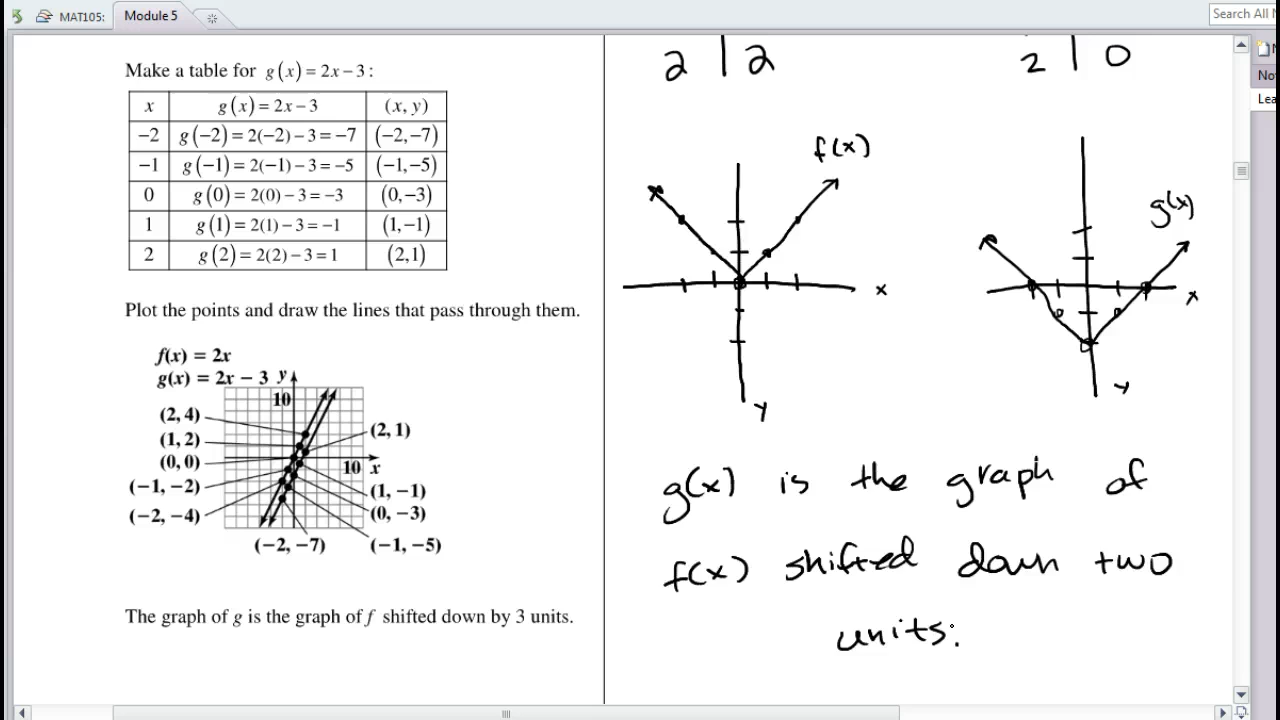 MAT105:
Module 5
Search All N
No
Lea
Make a table for g(x) = 2x − 3 :
x g(x) = 2x − 3 (x, y)
−2 g(−2) = 2(−2) − 3 = −7 (−2, −7)
−1 g(−1) = 2(−1) − 3 = −5 (−1, −5)
0 g(0) = 2(0) − 3 = −3 (0, −3)
1 g(1) = 2(1) − 3 = −1 (1, −1)
2 g(2) = 2(2) − 3 = 1 (2, 1)
Plot the points and draw the lines that pass through them.
f(x) = 2x
g(x) = 2x − 3 y
10
(2, 4)
(1, 2)
(0, 0)
(−1, −2)
(−2, −4)
(−2, −7)
(2, 1)
10 x
(1, −1)
(0, −3)
(−1, −5)
The graph of g is the graph of f shifted down by 3 units.
2 | 2
2 | 0
f(x)
x
y
g(x)
x
y
g(x) is the graph of
f(x) shifted down two
units.